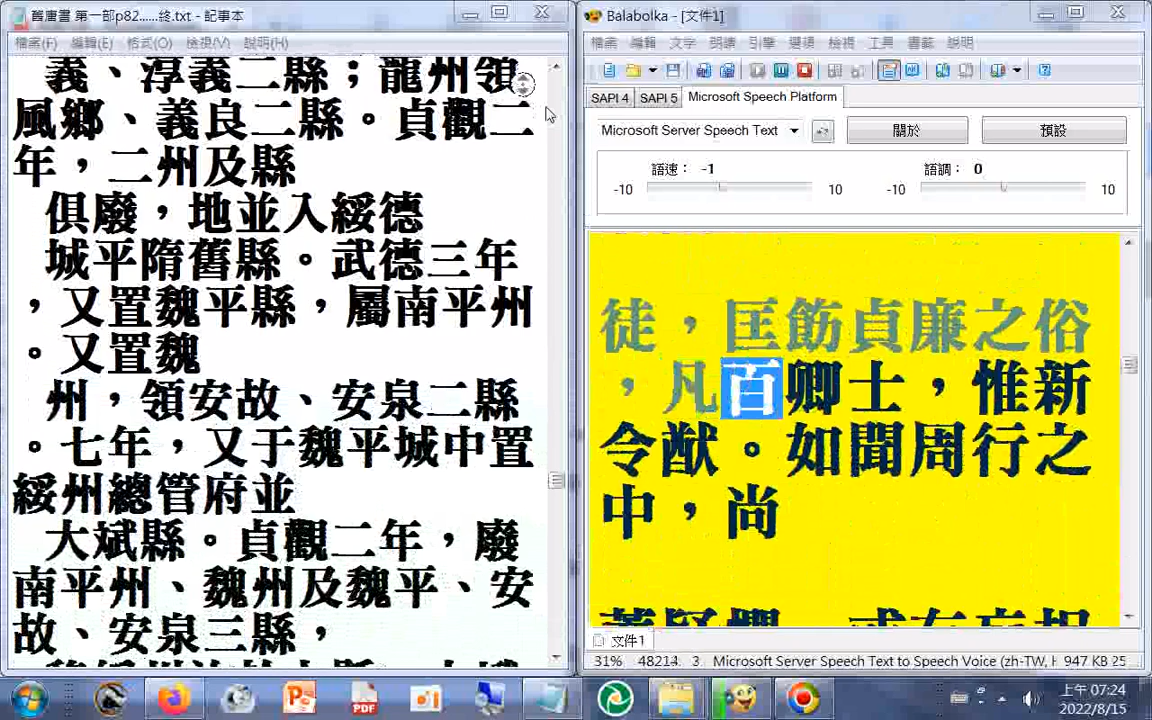 舊唐書 第一部p82......終.txt - 記事本
檔案(F) 編輯(E) 格式(O) 檢視(V) 說明(H)
義、淳義二縣；龍州領
風鄉、義良二縣。貞觀二
年，二州及縣
俱廢，地並入綏德
城平隋舊縣。武德三年
，又置魏平縣，屬南平州
。又置魏
州，領安故、安泉二縣
。七年，又于魏平城中置
綏州總管府並
大斌縣。貞觀二年，廢
南平州、魏州及魏平、安
故、安泉三縣，
Balabolka - [文件1]
檔案 編輯 文字 朗讀 引擎 選項 檢視 工具 書籤 說明
SAPI 4 SAPI 5 Microsoft Speech Platform
Microsoft Server Speech Text 關於 預設
語速： -1 語調： 0
-10 10 -10 10
徒，匡飭貞廉之俗
，凡百卿士，惟新
令猷。如聞周行之
中，尚
文件1
31% 48214 3. Microsoft Server Speech Text to Speech Voice (zh-TW, H 947 KB 25
上午 07:24
2022/8/15